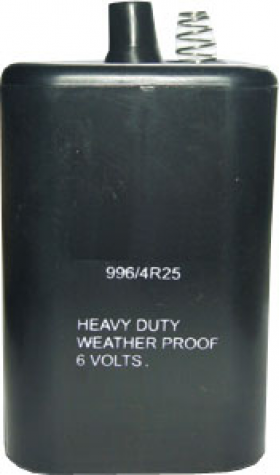 996/4R25
HEAVY DUTY
WEATHER PROOF
6 VOLTS.